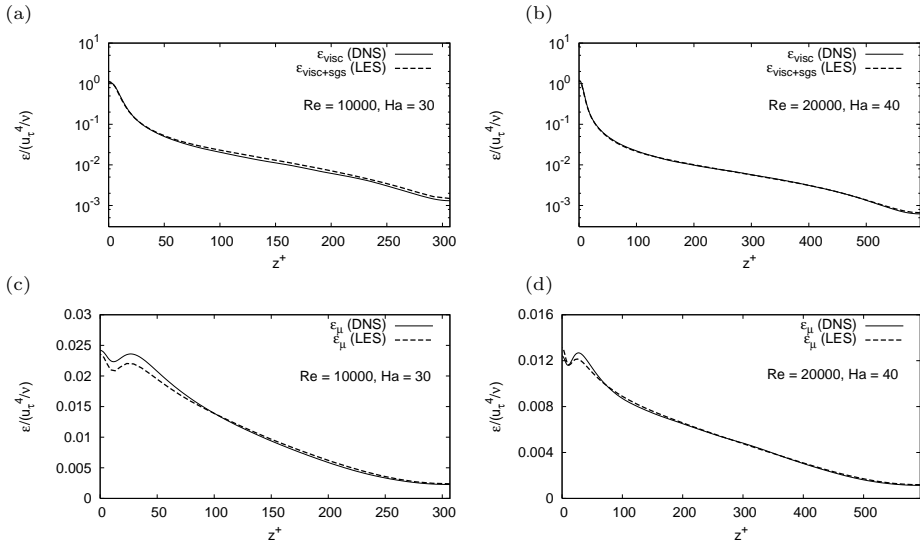 (a)
10^1
10^0
10^-1
10^-2
10^-3
ε/(u_τ^4/ν)
ε_visc (DNS)
ε_visc+sgs (LES)
Re = 10000, Ha = 30
0 50 100 150 200 250 300
z^+
(b)
10^1
10^0
10^-1
10^-2
10^-3
ε/(u_τ^4/ν)
ε_visc (DNS)
ε_visc+sgs (LES)
Re = 20000, Ha = 40
0 100 200 300 400 500
z^+
(c)
0.03
0.025
0.02
0.015
0.01
0.005
0
ε/(u_τ^4/ν)
ε_μ (DNS)
ε_μ (LES)
Re = 10000, Ha = 30
0 50 100 150 200 250 300
z^+
(d)
0.016
0.012
0.008
0.004
0
ε/(u_τ^4/ν)
ε_μ (DNS)
ε_μ (LES)
Re = 20000, Ha = 40
0 100 200 300 400 500
z^+